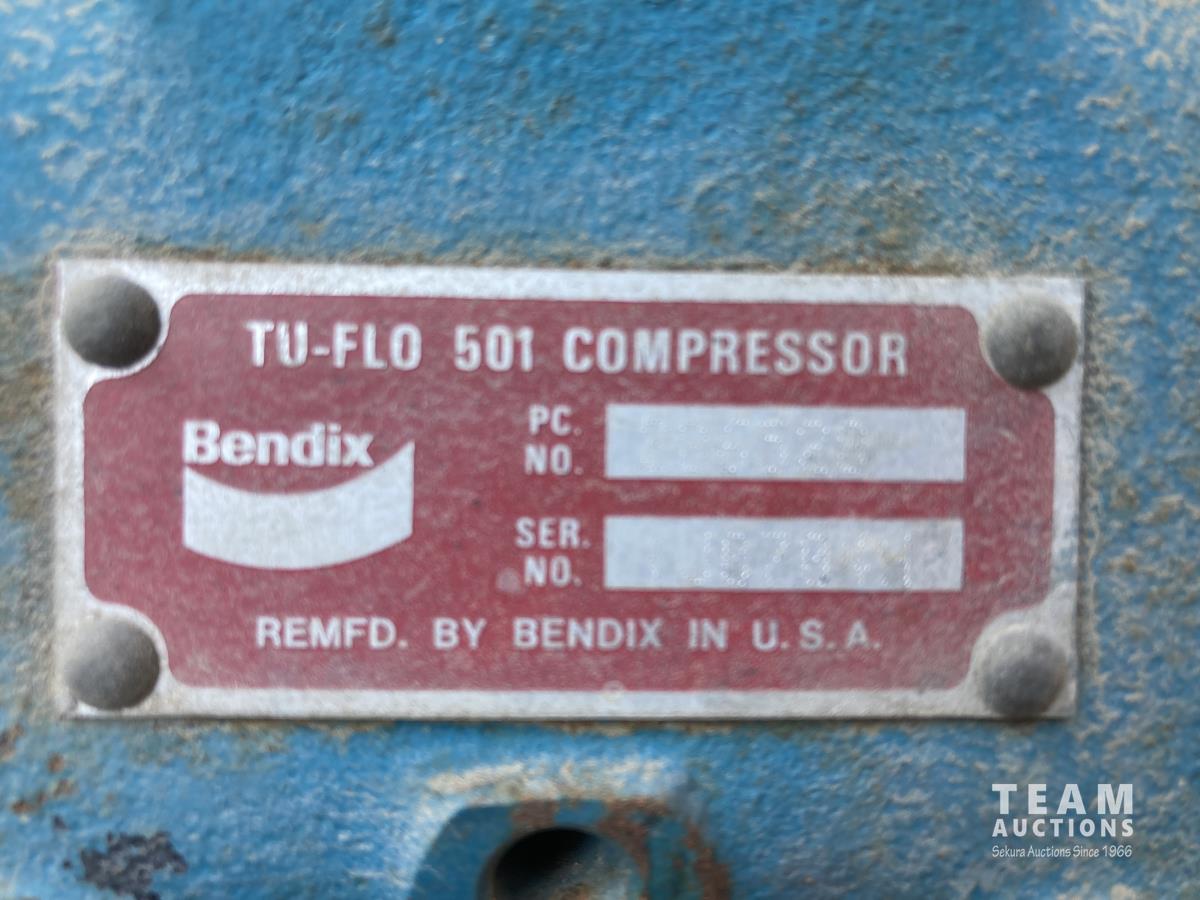 TU-FLO 501 COMPRESSOR
Bendix
PC.
NO.
SER.
NO.
REMFD. BY BENDIX IN U.S.A.
TEAM
AUCTIONS
Sekura Auctions Since 1966